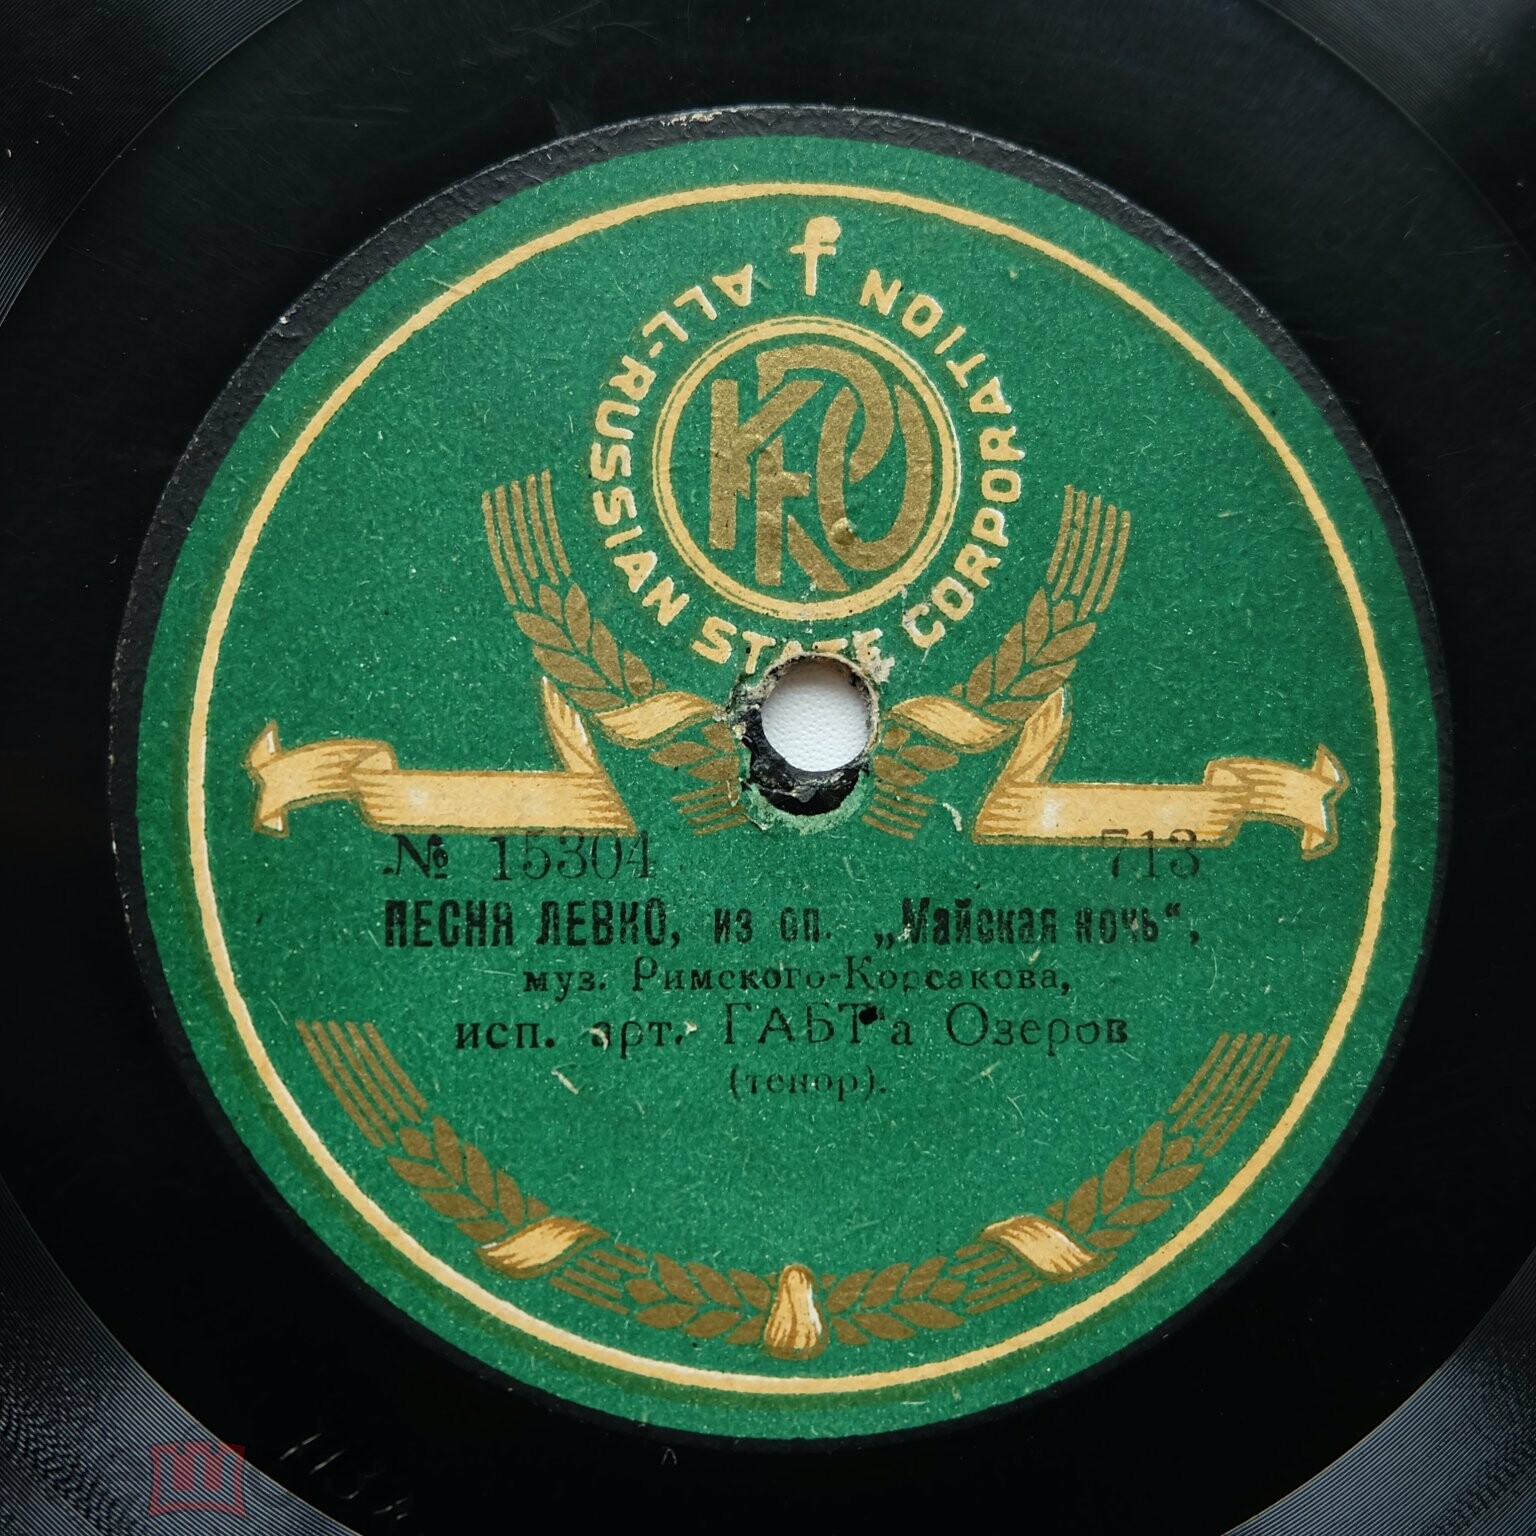 ALL-RUSSIAN STATE CORPORATION
№ 15304 713
ПЕСНЯ ЛЕВКО, из оп. „Майская ночь“,
муз. Римского-Корсакова,
исп. арт. ГАБТ'а Озеров
(тенор).